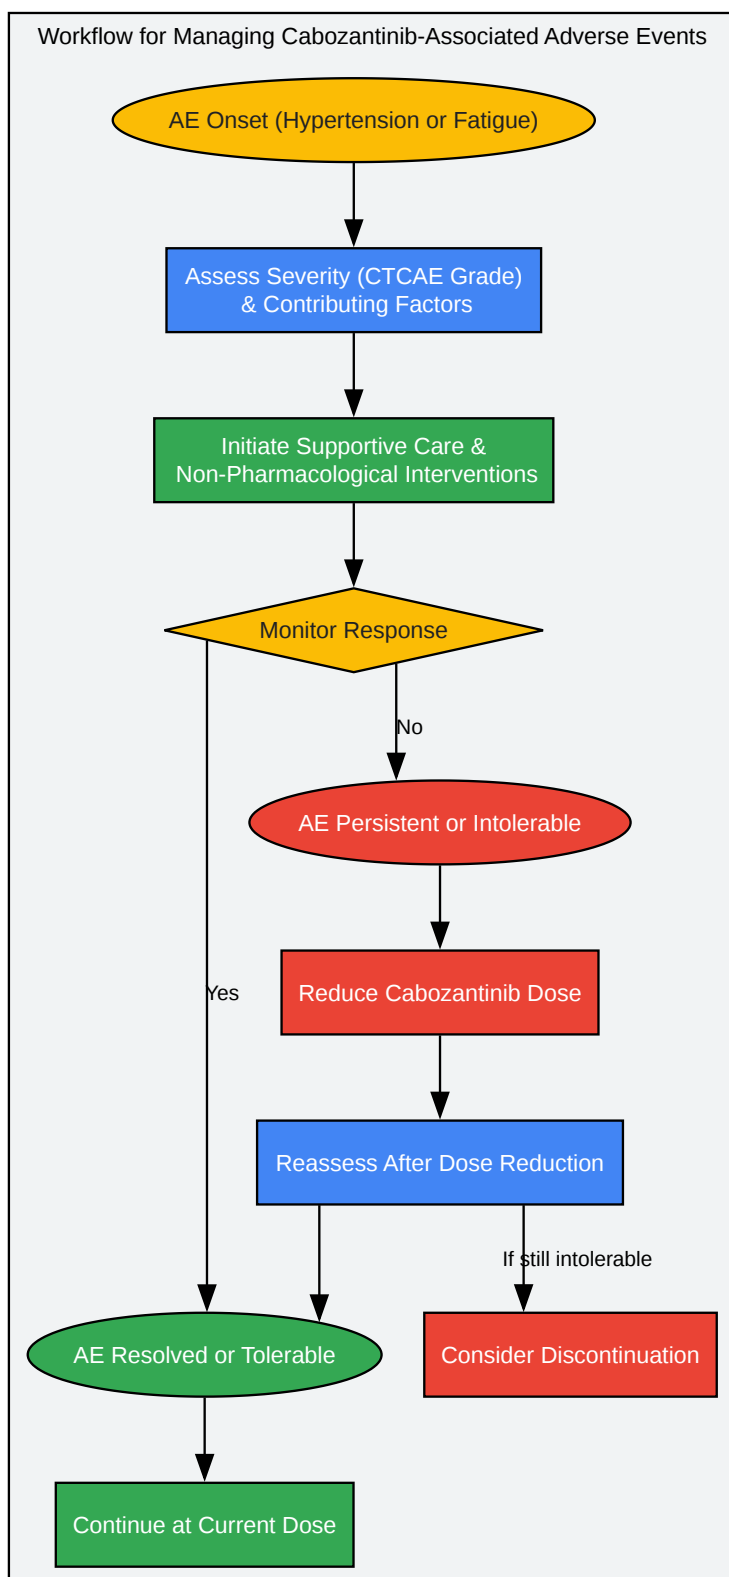 Workflow for Managing Cabozantinib-Associated Adverse Events
AE Onset (Hypertension or Fatigue)
Assess Severity (CTCAE Grade)
& Contributing Factors
Initiate Supportive Care &
Non-Pharmacological Interventions
Monitor Response
No
AE Persistent or Intolerable
Reduce Cabozantinib Dose
Yes
Reassess After Dose Reduction
If still intolerable
AE Resolved or Tolerable
Consider Discontinuation
Continue at Current Dose